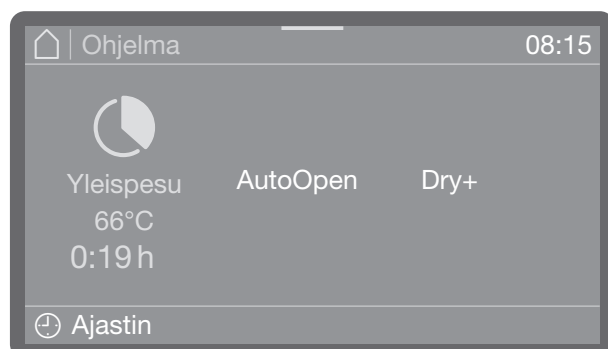 Ohjelma 08:15
Yleispesu AutoOpen Dry+
66°C
0:19 h
Ajastin